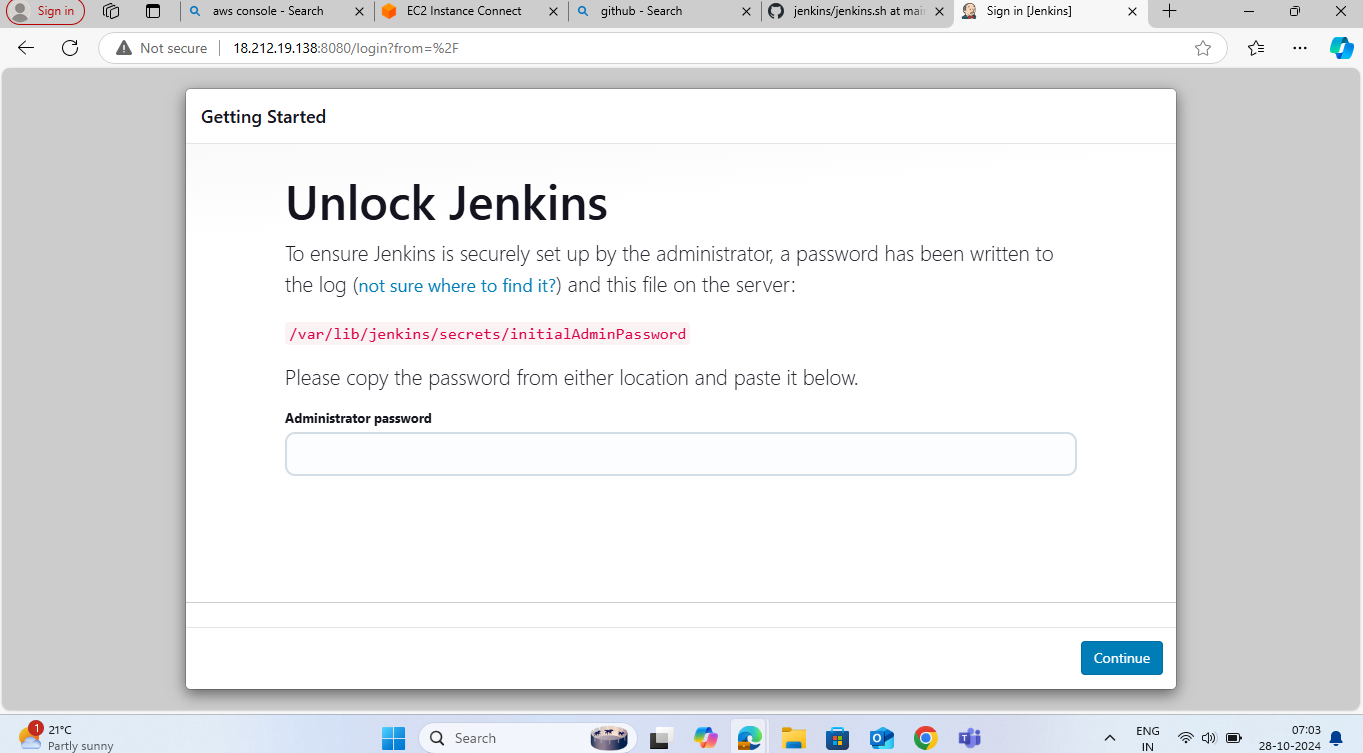 Sign in
aws console - Search
EC2 Instance Connect
github - Search
jenkins/jenkins.sh at mai
Sign in [Jenkins]
Not secure
18.212.19.138:8080/login?from=%2F
Getting Started
Unlock Jenkins
To ensure Jenkins is securely set up by the administrator, a password has been written to
the log (not sure where to find it?) and this file on the server:
/var/lib/jenkins/secrets/initialAdminPassword
Please copy the password from either location and paste it below.
Administrator password
Continue
1
21°C
Partly sunny
Search
ENG
IN
07:03
28-10-2024